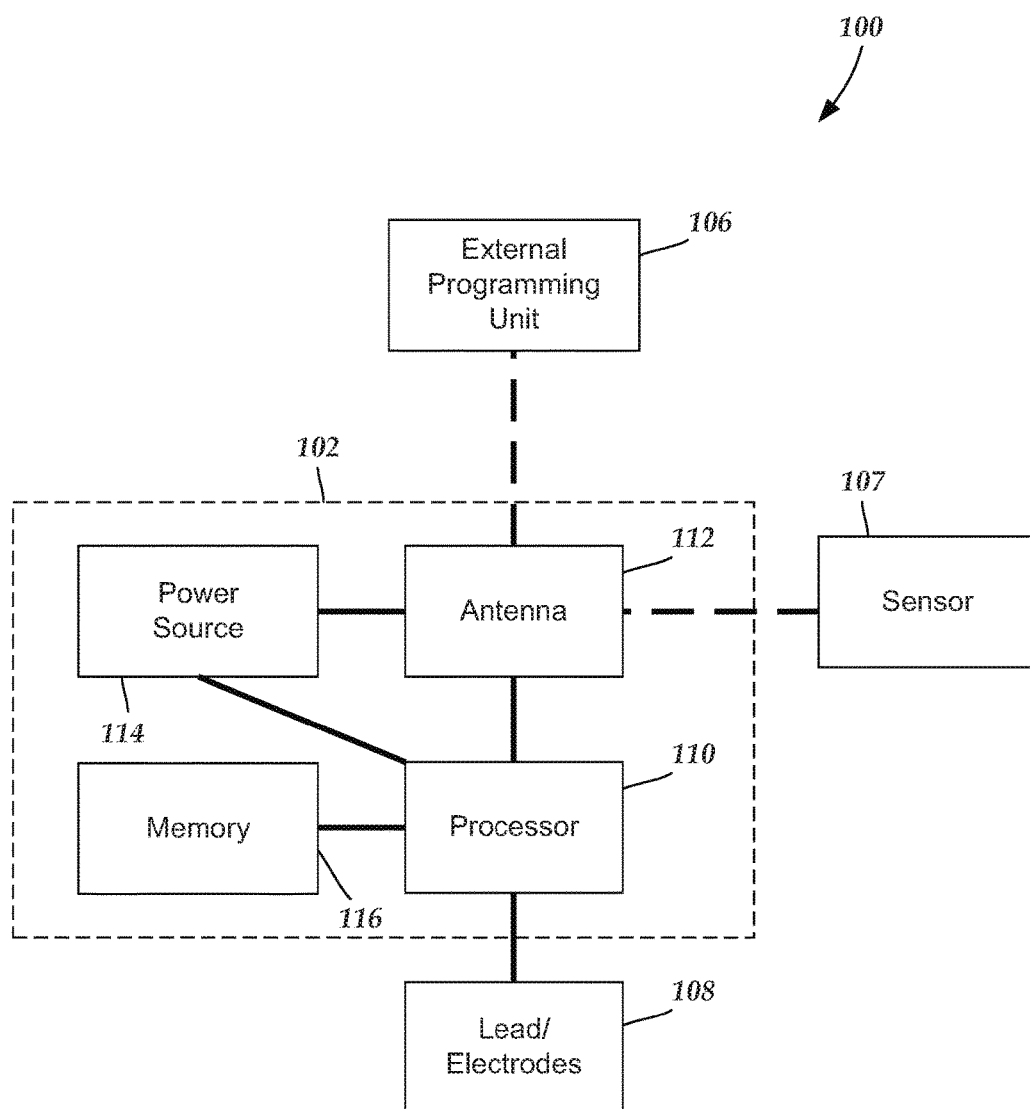 100
106
External
Programming
Unit
102
107
112
Power
Source
Antenna
Sensor
114
110
Memory
Processor
116
108
Lead/
Electrodes